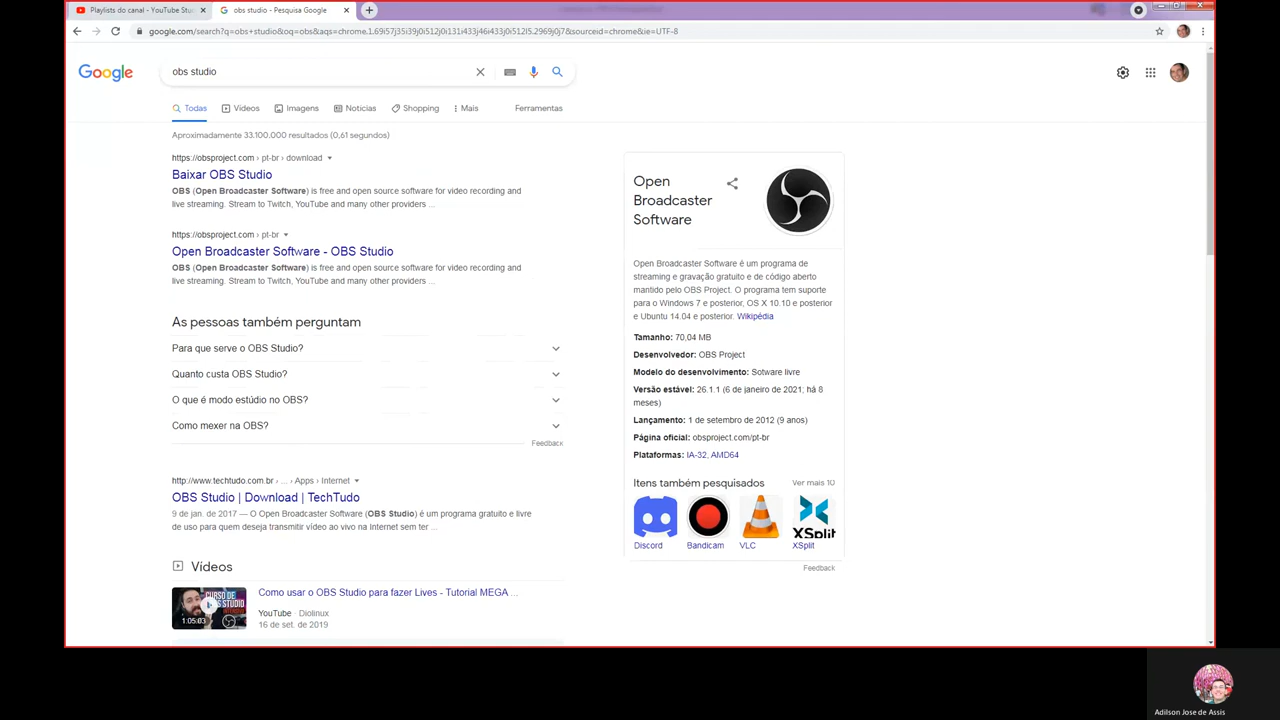 Playlists do canal - YouTube Stu
obs studio - Pesquisa Google
google.com/search?q=obs+studio&oq=obs&aqs=chrome.1.69i57j35i39j0i512j0i131i433j46i433j0i512l5.2969j0j7&sourceid=chrome&ie=UTF-8
Google
obs studio
Todas
Vídeos
Imagens
Notícias
Shopping
Mais
Ferramentas
Aproximadamente 33.100.000 resultados (0,61 segundos)
https://obsproject.com › pt-br › download
Baixar OBS Studio
OBS (Open Broadcaster Software) is free and open source software for video recording and
live streaming. Stream to Twitch, YouTube and many other providers ...
https://obsproject.com › pt-br
Open Broadcaster Software - OBS Studio
OBS (Open Broadcaster Software) is free and open source software for video recording and
live streaming. Stream to Twitch, YouTube and many other providers ...
As pessoas também perguntam
Para que serve o OBS Studio?
Quanto custa OBS Studio?
O que é modo estúdio no OBS?
Como mexer na OBS?
Feedback
http://www.techtudo.com.br › ... › Apps › Internet
OBS Studio | Download | TechTudo
9 de jan. de 2017 — O Open Broadcaster Software (OBS Studio) é um programa gratuito e livre
de uso para quem deseja transmitir vídeo ao vivo na Internet sem ter ...
Vídeos
CURSO DE
1:05:03
Como usar o OBS Studio para fazer Lives - Tutorial MEGA ...
YouTube · Diolinux
16 de set. de 2019
Open
Broadcaster
Software
Open Broadcaster Software é um programa de
streaming e gravação gratuito e de código aberto
mantido pelo OBS Project. O programa tem suporte
para o Windows 7 e posterior, OS X 10.10 e posterior
e Ubuntu 14.04 e posterior. Wikipédia
Tamanho: 70,04 MB
Desenvolvedor: OBS Project
Modelo do desenvolvimento: Sotware livre
Versão estável: 26.1.1 (6 de janeiro de 2021; há 8
meses)
Lançamento: 1 de setembro de 2012 (9 anos)
Página oficial: obsproject.com/pt-br
Plataformas: IA-32, AMD64
Itens também pesquisados
Ver mais 10
XSplit
Discord
Bandicam
VLC
XSplit
Feedback
Adilson Jose de Assis